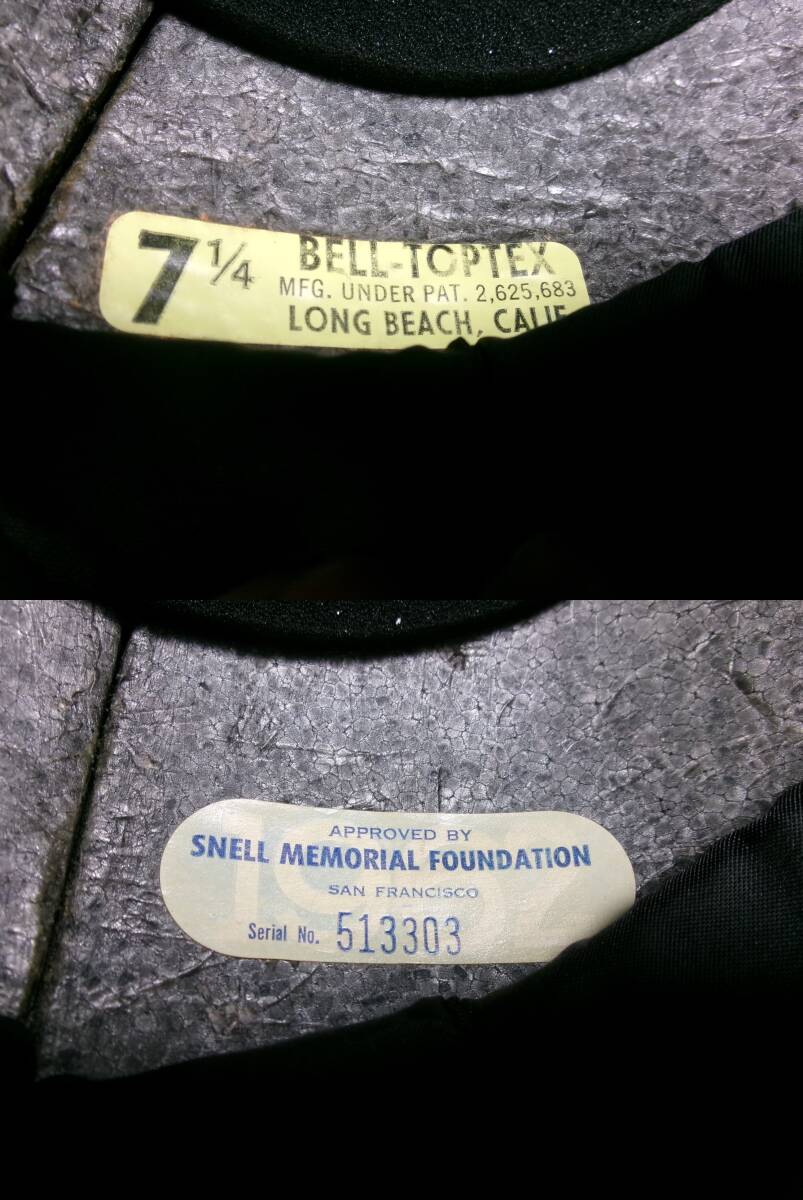 7 1/4
BELL-TOPTEX
MFG. UNDER PAT. 2,625,683
LONG BEACH, CALIF
APPROVED BY
SNELL MEMORIAL FOUNDATION
SAN FRANCISCO
Serial No. 513303